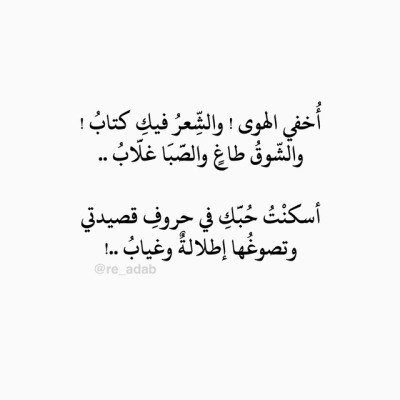 أُخفي الهوى ! والشِّعرُ فيكِ كتابُ !
والشّوقُ طاغٍ والصّبَا غلّابُ ..
أسكنْتُ حُبّكِ في حروفِ قصيدتي
وتصوغُها إطلالةٌ وغيابُ ..!
@re_adab